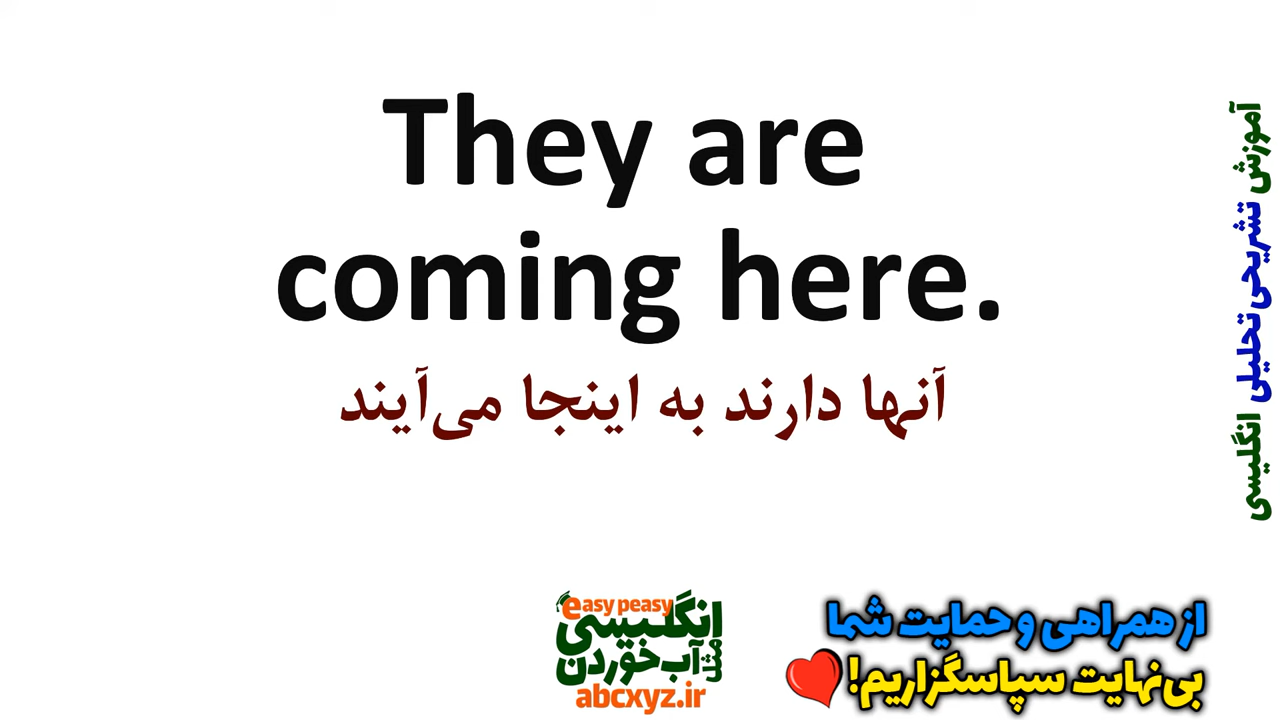 They are
coming here.
آنها دارند به اینجا می‌آیند
آموزش تشریحی تحلیلی انگلیسی
easy peasy
انگلیسی
مثل
آب خوردن
abcxyz.ir
از همراهی و حمایت شما
بی‌نهایت سپاسگزاریم!